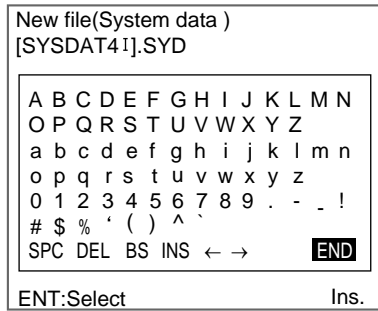 New file(System data )
[SYSDAT4I].SYD
A B C D E F G H I J K L M N
O P Q R S T U V W X Y Z
a b c d e f g h i j k l m n
o p q r s t u v w x y z
0 1 2 3 4 5 6 7 8 9 . - _ !
# $ % ‘ ( ) ^ `
SPC DEL BS INS ← → END
ENT:Select Ins.